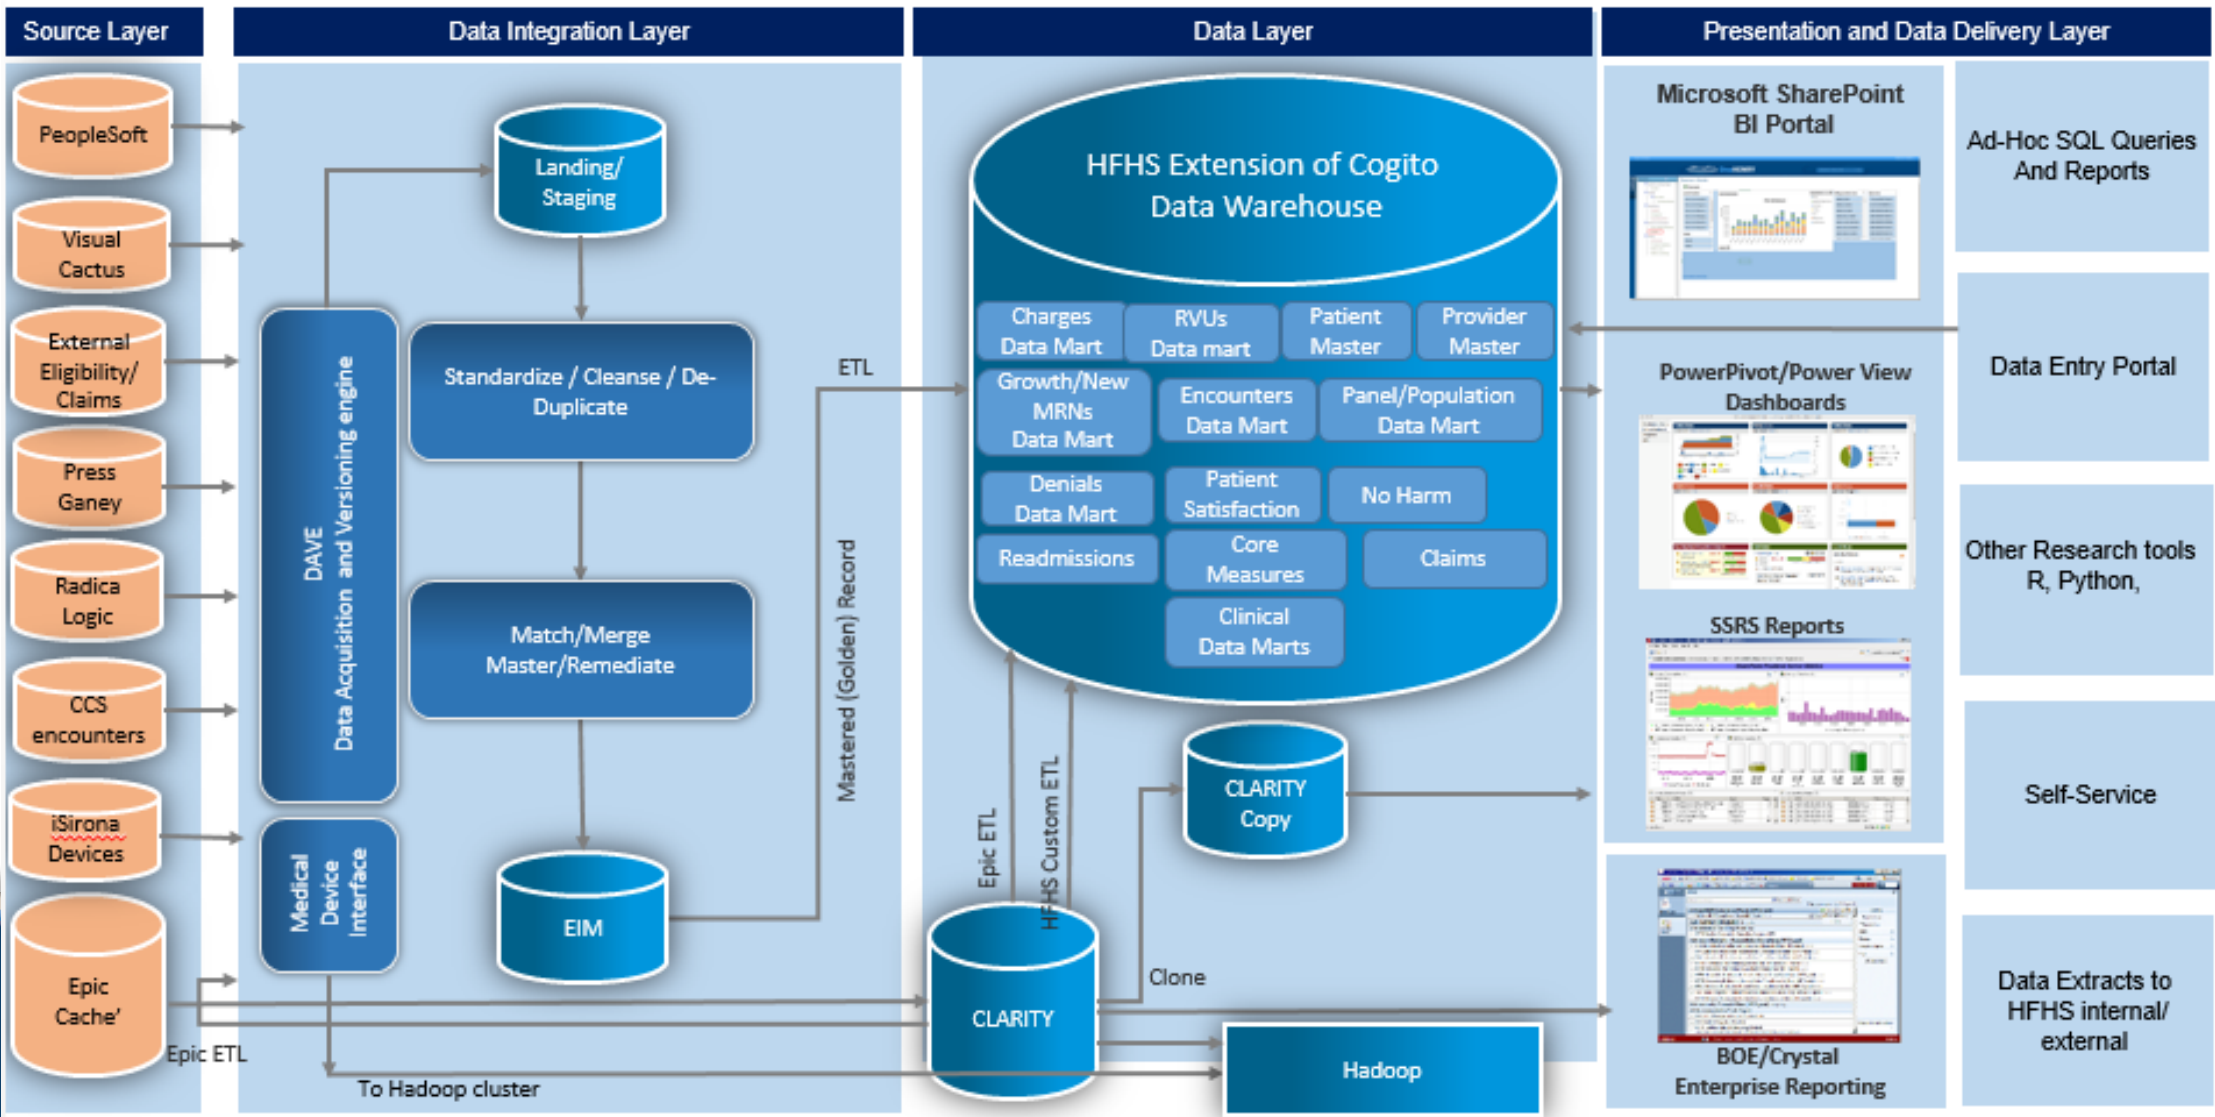 Source Layer
Data Integration Layer
Data Layer
Presentation and Data Delivery Layer
PeopleSoft
Visual
Cactus
External
Eligibility/
Claims
Press
Ganey
Radica
Logic
CCS
encounters
iSirona
Devices
Epic
Cache’
Epic ETL
DAVE
Data Acquisition and Versioning engine
Medical
Device
Interface
To Hadoop cluster
Landing/
Staging
Standardize / Cleanse / De-
Duplicate
Match/Merge
Master/Remediate
EIM
ETL
Mastered (Golden) Record
HFHS Extension of Cogito
Data Warehouse
Charges
Data Mart
RVUs
Data mart
Patient
Master
Provider
Master
Growth/New
MRNs
Data Mart
Encounters
Data Mart
Panel/Population
Data Mart
Denials
Data Mart
Patient
Satisfaction
No Harm
Readmissions
Core
Measures
Claims
Clinical
Data Marts
Epic ETL
HFHS Custom ETL
CLARITY
Copy
Clone
CLARITY
Hadoop
Microsoft SharePoint
BI Portal
PowerPivot/Power View
Dashboards
SSRS Reports
BOE/Crystal
Enterprise Reporting
Ad-Hoc SQL Queries
And Reports
Data Entry Portal
Other Research tools
R, Python,
Self-Service
Data Extracts to
HFHS internal/
external